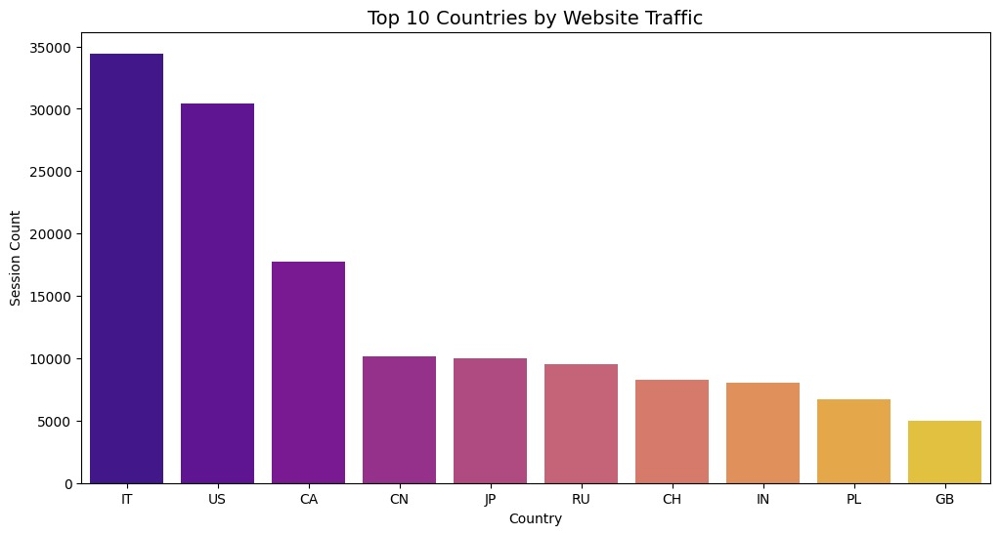 Top 10 Countries by Website Traffic
Session Count
35000
30000
25000
20000
15000
10000
5000
0
IT US CA CN JP RU CH IN PL GB
Country